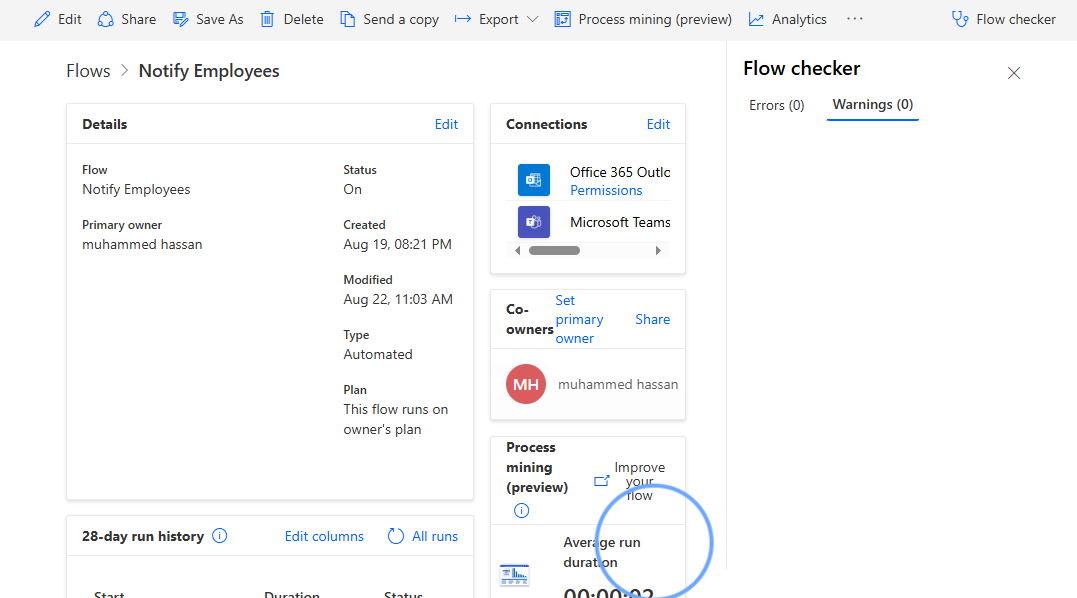 Edit Share Save As Delete Send a copy Export Process mining (preview) Analytics ··· Flow checker
Flows > Notify Employees
Details Edit
Flow
Notify Employees
Primary owner
muhammed hassan
Status
On
Created
Aug 19, 08:21 PM
Modified
Aug 22, 11:03 AM
Type
Automated
Plan
This flow runs on
owner's plan
28-day run history Edit columns All runs
Start Duration Status
Connections Edit
Office 365 Outlo
Permissions
Microsoft Teams
Co-
owners
Set
primary
owner
Share
MH muhammed hassan
Process
mining
(preview)
Improve
your
flow
Average run
duration
00:00:02
Flow checker
Errors (0) Warnings (0)